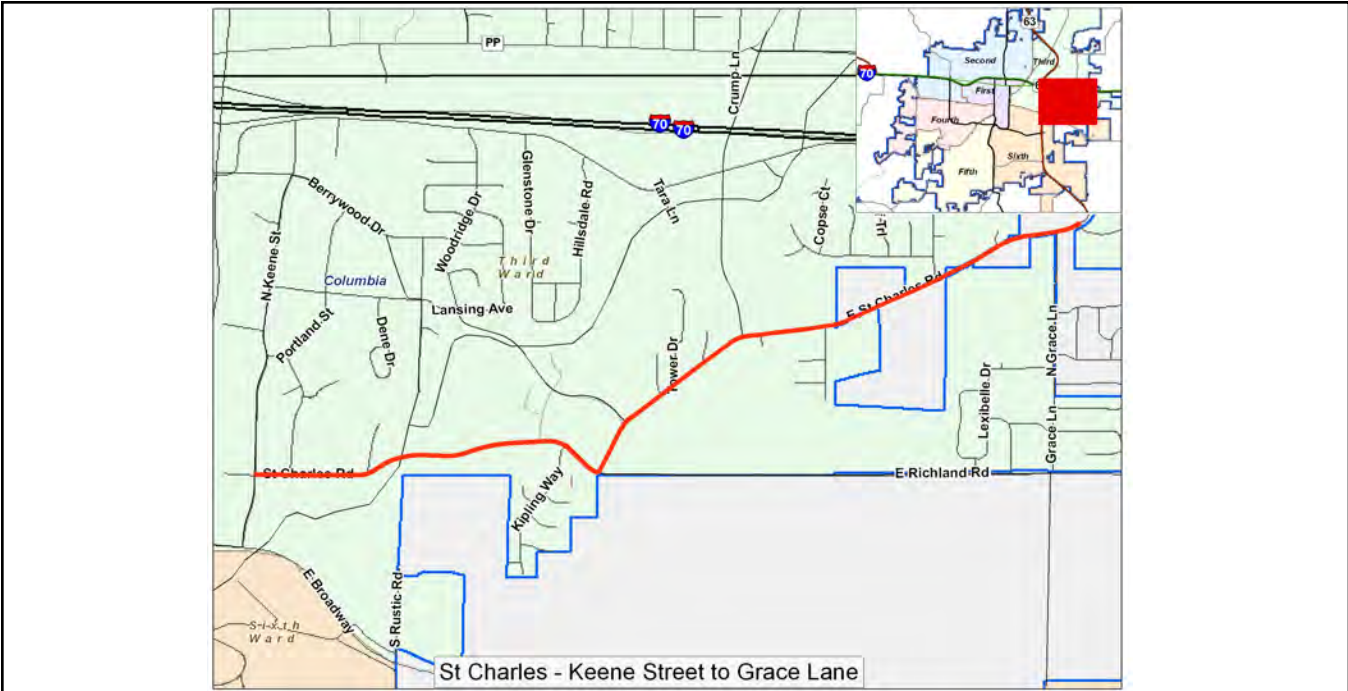 PP
70
70
Crump Ln
63
Second
Third
70
First
Fourth
Sixth
Fifth
Berrywood Dr
N Keene St
Columbia
Portland St
Dene Dr
Woodridge Dr
Glenstone Dr
Hillsdale Rd
Third
Ward
Lansing Ave
Tara Ln
Copse Ct
Trl
E St Charles Rd
Tower Dr
N Grace Ln
Lexibelle Dr
Grace Ln
St Charles Rd
E Richland Rd
Kipling Way
E Broadway
S Rustic Rd
Sixth
Ward
St Charles - Keene Street to Grace Lane